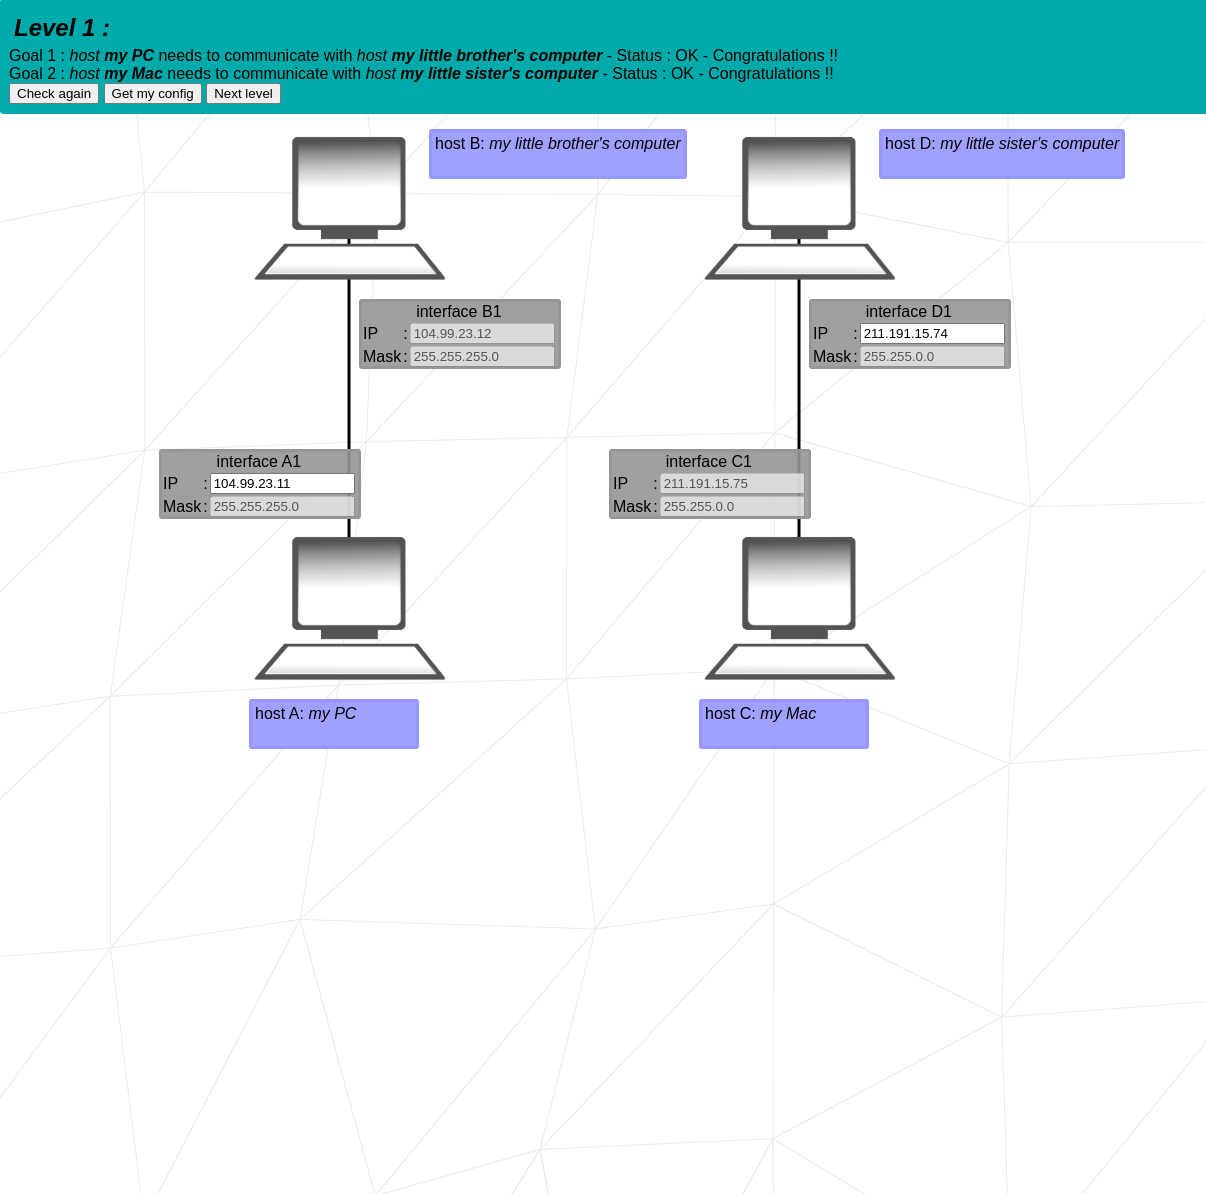 Level 1 :
Goal 1 : host my PC needs to communicate with host my little brother's computer - Status : OK - Congratulations !!
Goal 2 : host my Mac needs to communicate with host my little sister's computer - Status : OK - Congratulations !!
Check again Get my config Next level
host B: my little brother's computer
host D: my little sister's computer
interface B1
IP : 104.99.23.12
Mask : 255.255.255.0
interface D1
IP : 211.191.15.74
Mask : 255.255.0.0
interface A1
IP : 104.99.23.11
Mask : 255.255.255.0
interface C1
IP : 211.191.15.75
Mask : 255.255.0.0
host A: my PC
host C: my Mac